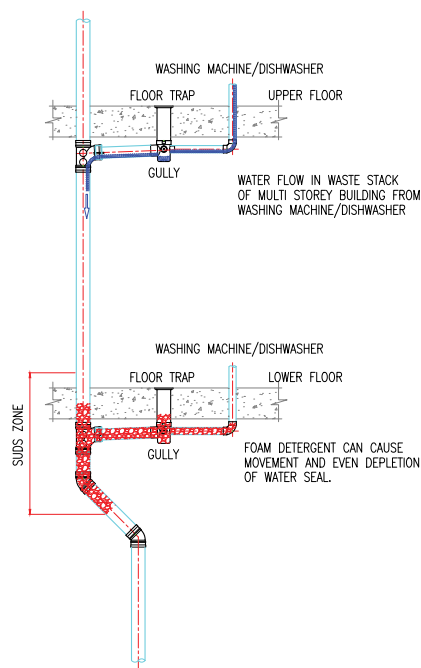 WASHING MACHINE/DISHWASHER
FLOOR TRAP
UPPER FLOOR
GULLY
WATER FLOW IN WASTE STACK
OF MULTI STOREY BUILDING FROM
WASHING MACHINE/DISHWASHER
WASHING MACHINE/DISHWASHER
FLOOR TRAP
LOWER FLOOR
SUDS ZONE
GULLY
FOAM DETERGENT CAN CAUSE
MOVEMENT AND EVEN DEPLETION
OF WATER SEAL.